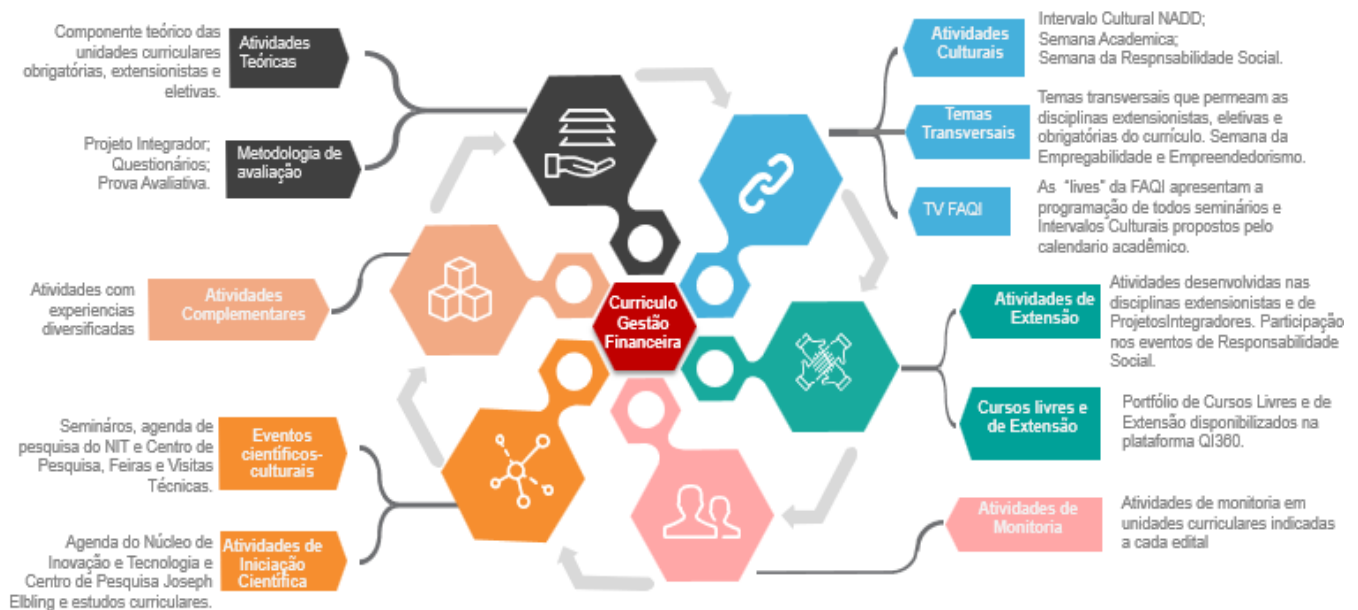 Componente teórico das
unidades curriculares
obrigatórias, extensionistas e
eletivas.
Atividades
Teóricas
Projeto Integrador;
Questionários;
Prova Avaliativa.
Metodologia de
avaliação
Atividades
Culturais
Intervalo Cultural NADD;
Semana Academica;
Semana da Respnsabilidade Social.
Temas
Transversais
Temas transversais que permeam as
disciplinas extensionistas, eletivas e
obrigatórias do currículo. Semana da
Empregabilidade e Empreendedorismo.
TV FAQI
As "lives" da FAQI apresentam a
programação de todos seminários e
Intervalos Culturais propostos pelo
calendario acadêmico.
Atividades com
experiencias
diversificadas
Atividades
Complementares
Curriculo
Gestão
Financeira
Atividades de
Extensão
Atividades desenvolvidas nas
disciplinas extensionistas e de
ProjetosIntegradores. Participação
nos eventos de Responsabilidade
Social.
Cursos livres e
de Extensão
Portfólio de Cursos Livres e de
Extensão disponibilizados na
plataforma QI360.
Semináros, agenda de
pesquisa do NIT e Centro de
Pesquisa, Feiras e Visitas
Técnicas.
Eventos
científicos-
culturais
Agenda do Núcleo de
Inovação e Tecnologia e
Centro de Pesquisa Joseph
Elbling e estudos curriculares.
Atividades de
Iniciação
Científica
Atividades de
Monitoria
Atividades de monitoria em
unidades curriculares indicadas
a cada edital